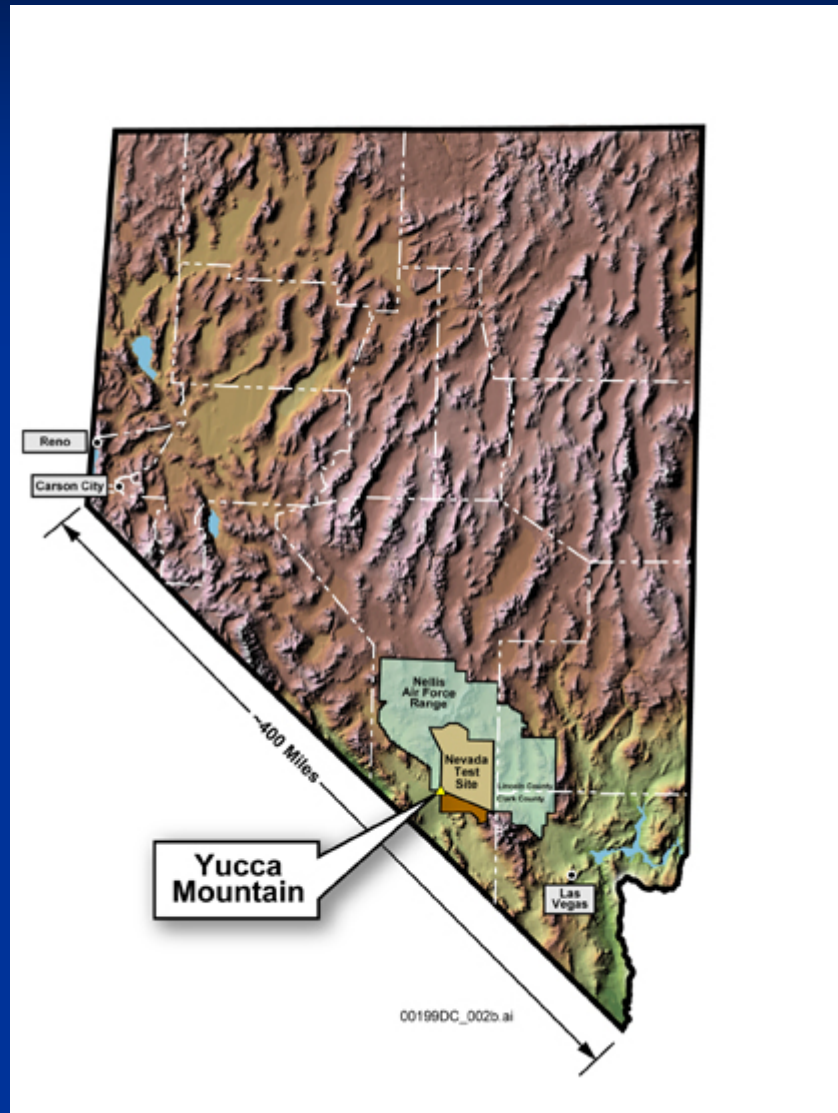 Reno
Carson City
Nellis
Air Force
Range
~400 Miles
Nevada
Test
Site
Lincoln County
Clark County
Yucca
Mountain
Las
Vegas
00199DC_002b.ai